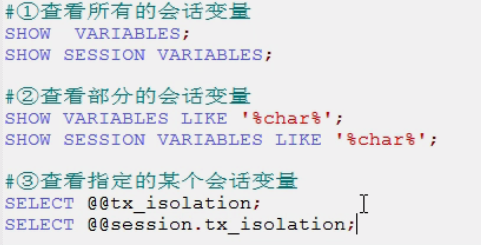 #①查看所有的会话变量
SHOW  VARIABLES;
SHOW SESSION VARIABLES;
#②查看部分的会话变量
SHOW VARIABLES LIKE '%char%';
SHOW SESSION VARIABLES LIKE '%char%';
#③查看指定的某个会话变量
SELECT @@tx_isolation;
SELECT @@session.tx_isolation;